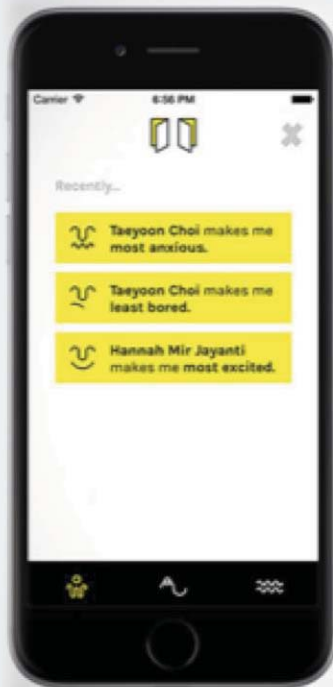 Carrier 6:56 PM
Recently...
Taeyoon Choi makes me
most anxious.
Taeyoon Choi makes me
least bored.
Hannah Mir Jayanti
makes me most excited.